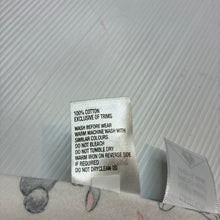 100% COTTON
EXCLUSIVE OF TRIMS
WASH BEFORE WEAR
WARM MACHINE WASH WITH
SIMILAR COLOURS
DO NOT BLEACH
DO NOT TUMBLE DRY
WARM IRON ON REVERSE SIDE
IF REQUIRED
DO NOT DRYCLEAN